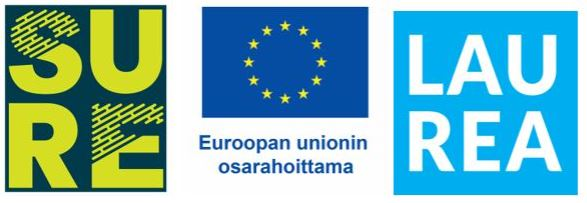 SU
RE
Euroopan unionin
osarahoittama
LAU
REA